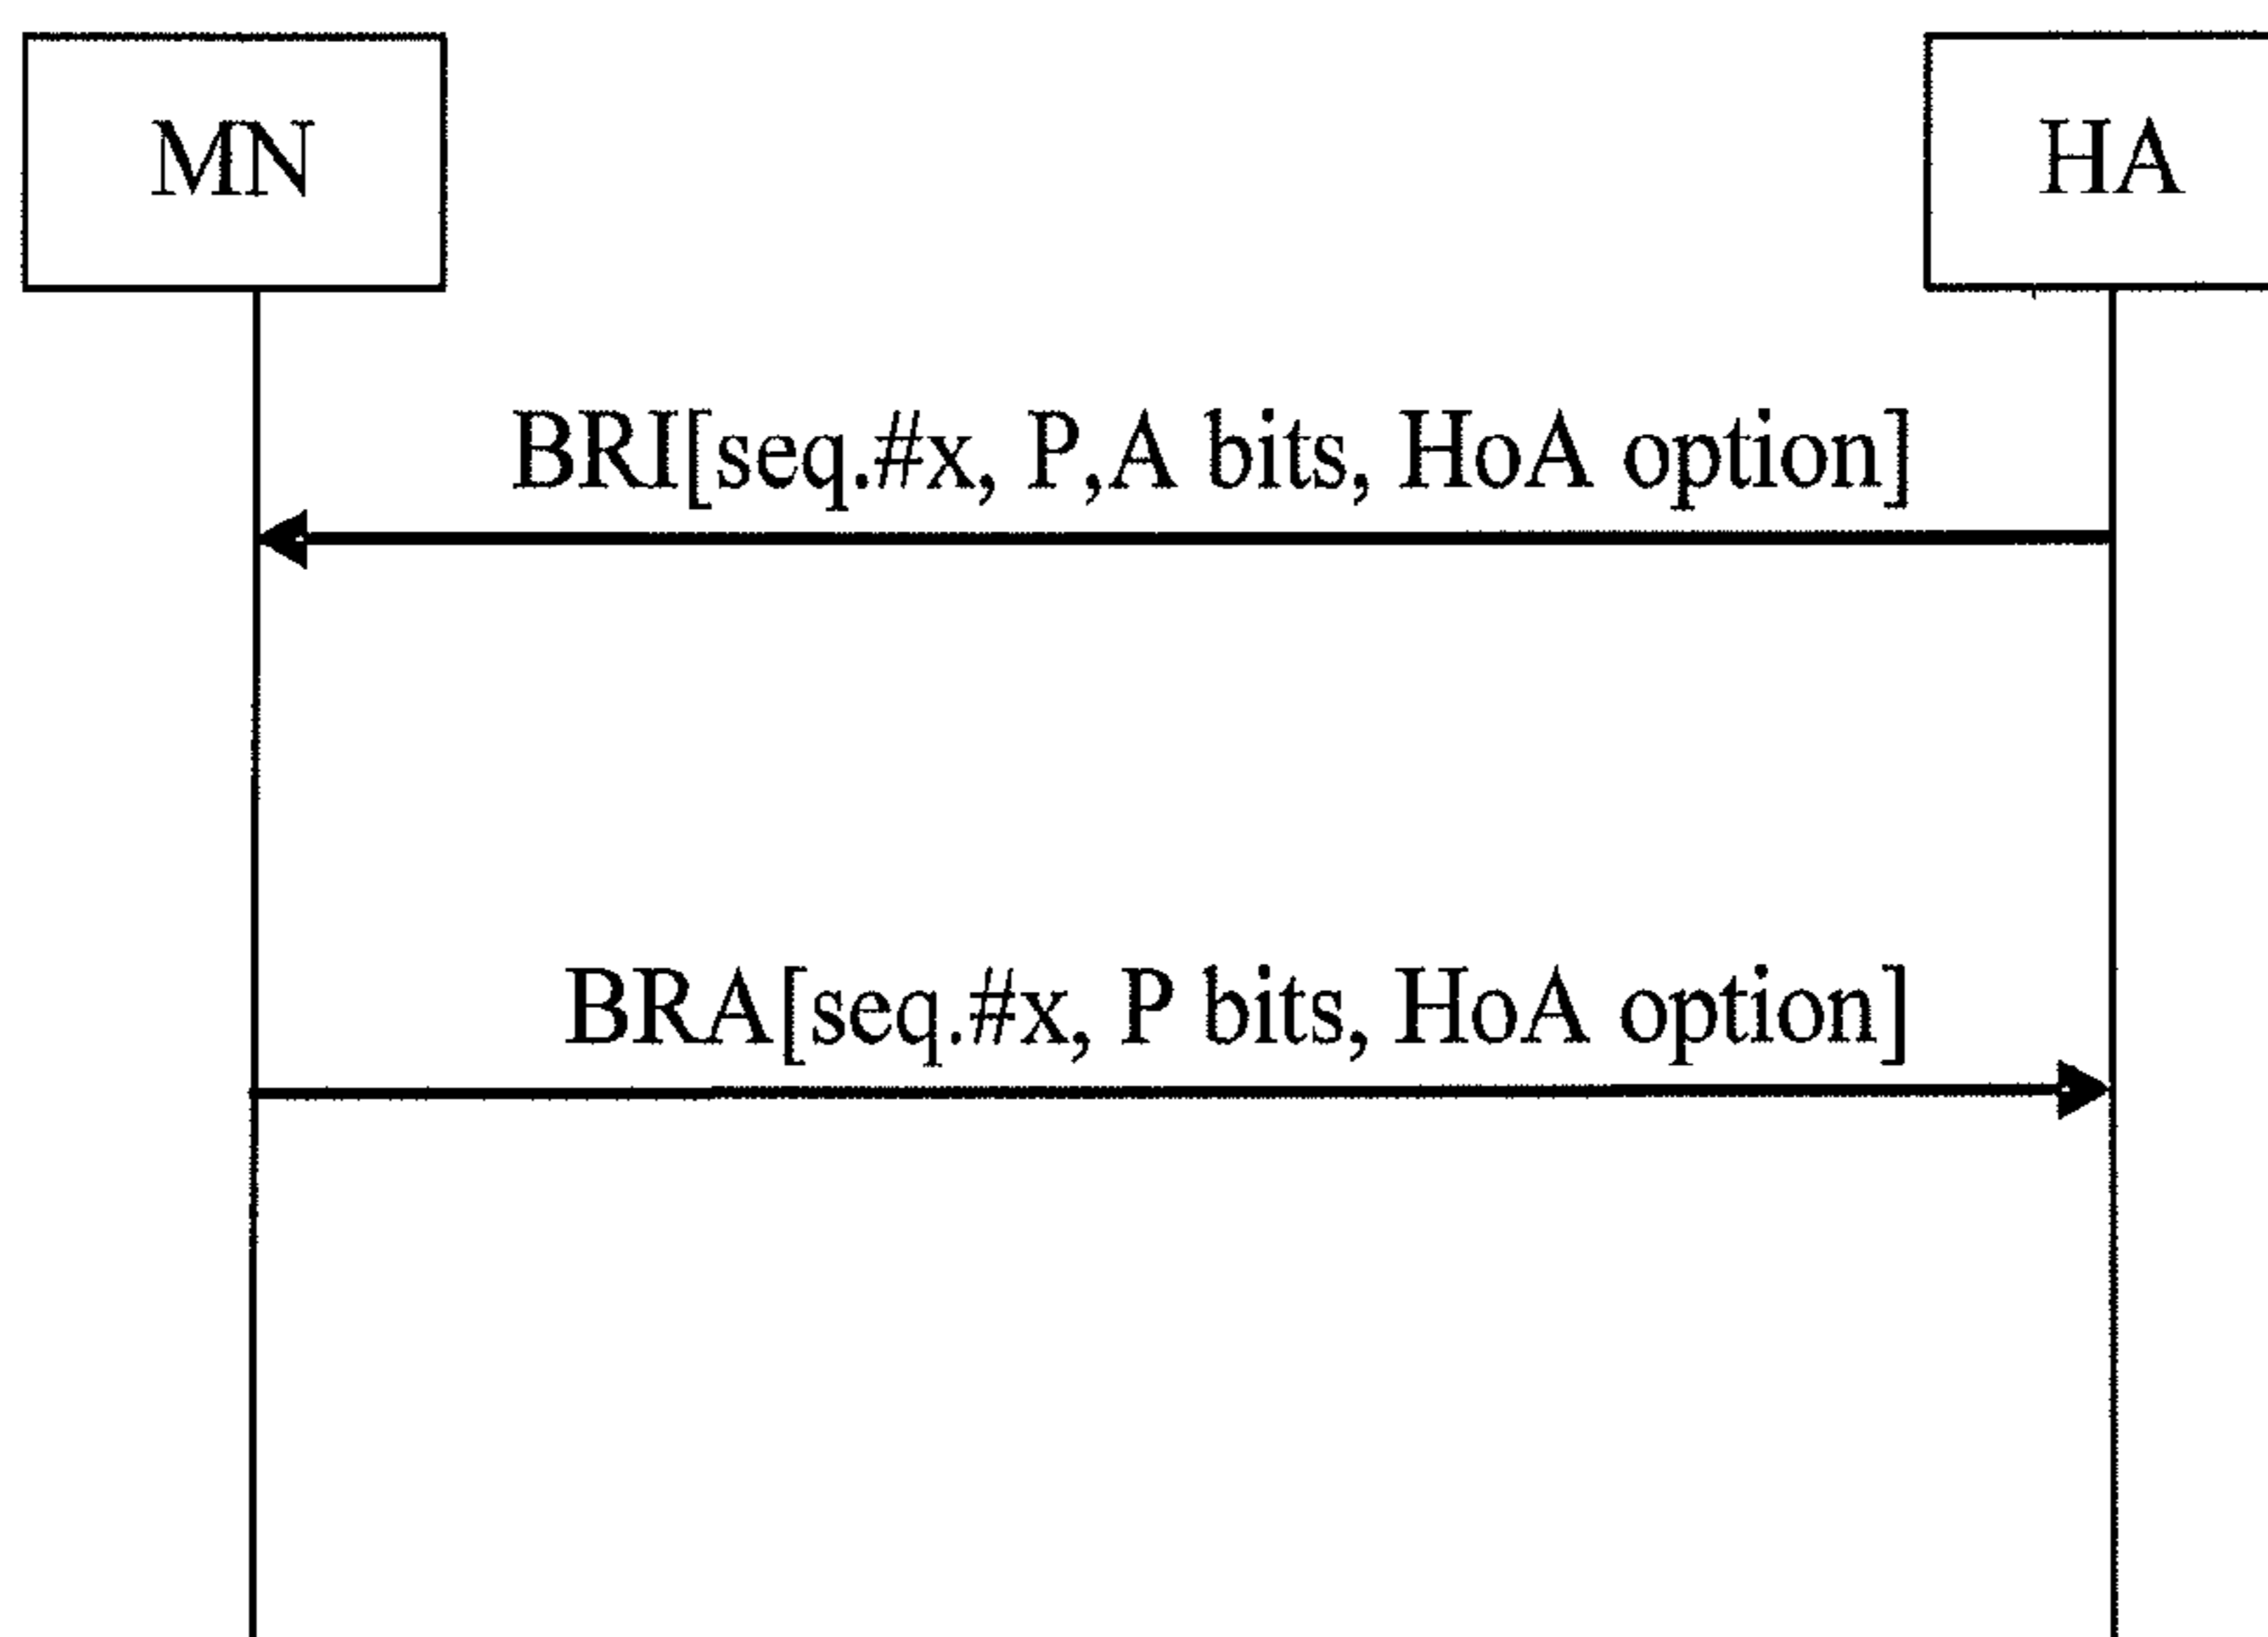 MN
HA
BRI[seq.#x, P,A bits, HoA option]
BRA[seq.#x, P bits, HoA option]